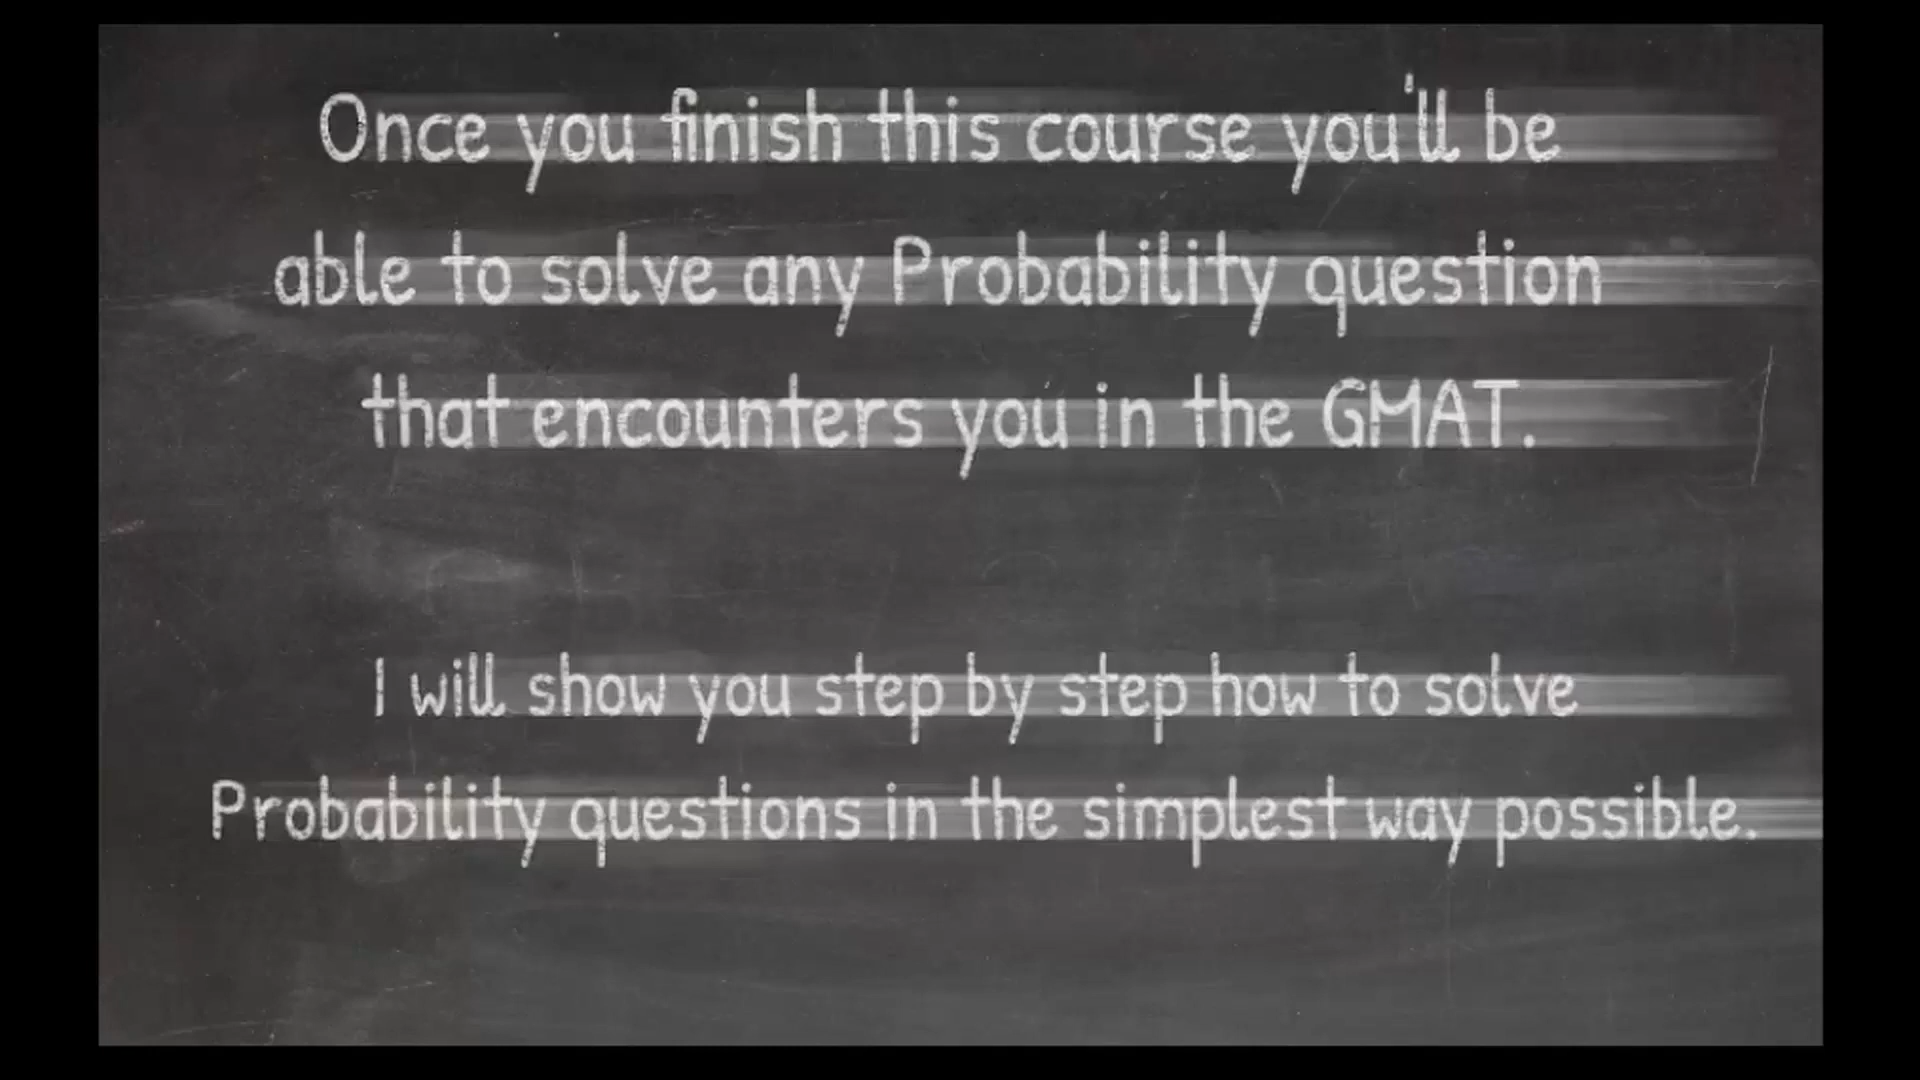 Once you finish this course you'll be
able to solve any Probability question
that encounters you in the GMAT.
I will show you step by step how to solve
Probability questions in the simplest way possible.